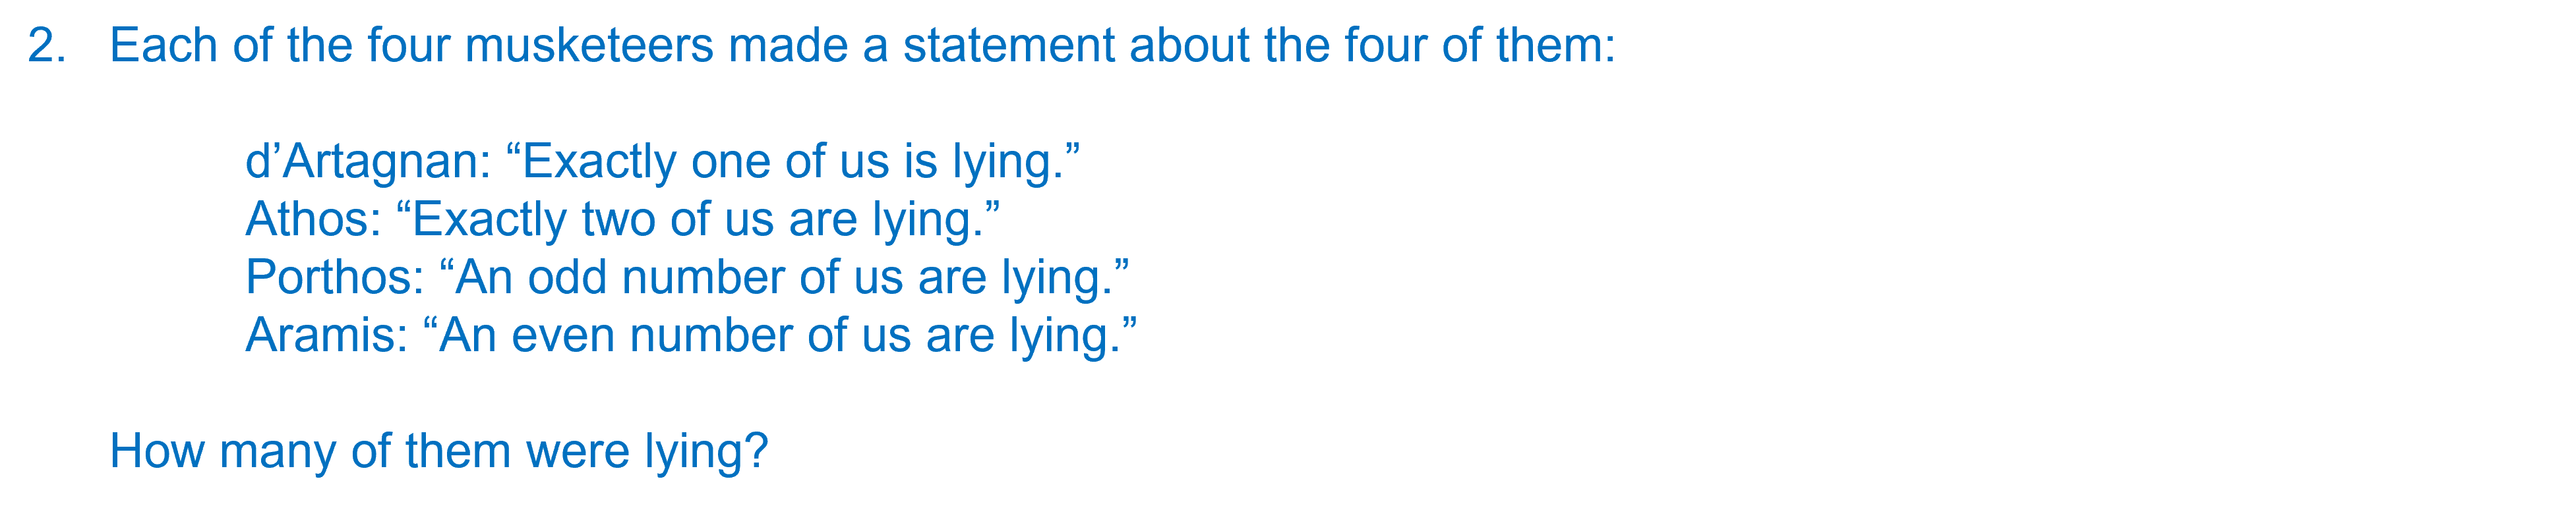 2. Each of the four musketeers made a statement about the four of them:
d’Artagnan: “Exactly one of us is lying.”
Athos: “Exactly two of us are lying.”
Porthos: “An odd number of us are lying.”
Aramis: “An even number of us are lying.”
How many of them were lying?